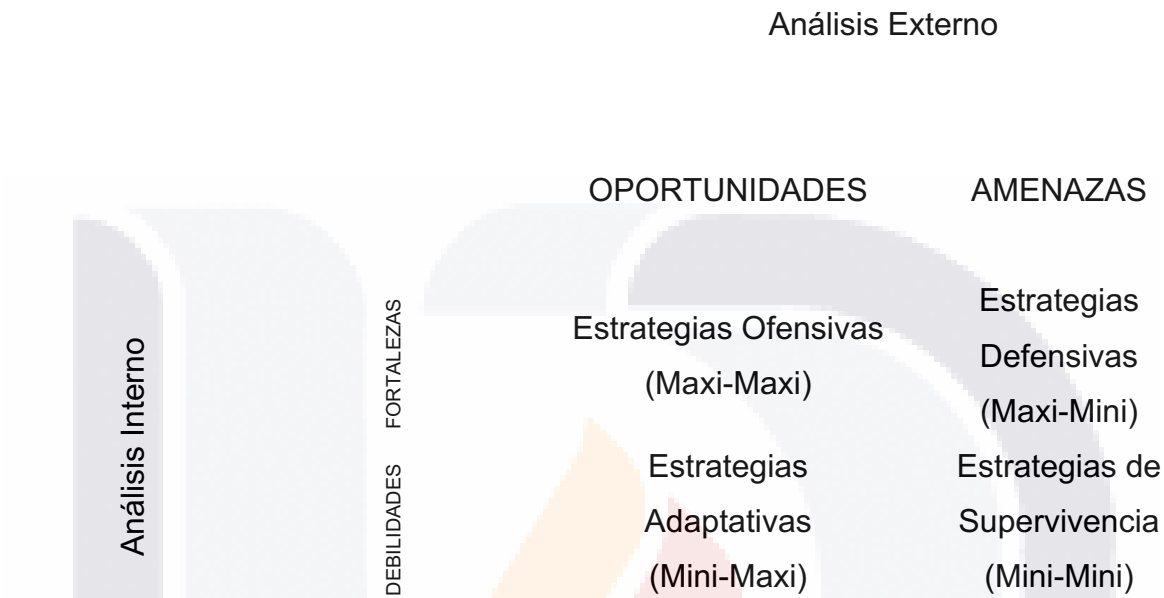 Análisis Externo
OPORTUNIDADES AMENAZAS
Análisis Interno
FORTALEZAS
Estrategias Ofensivas
(Maxi-Maxi)
Estrategias
Defensivas
(Maxi-Mini)
DEBILIDADES
Estrategias
Adaptativas
(Mini-Maxi)
Estrategias de
Supervivencia
(Mini-Mini)